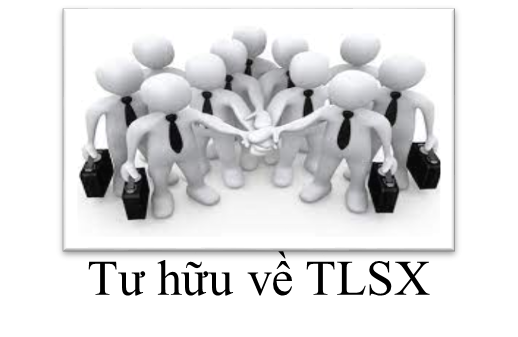 Tư hữu về TLSX